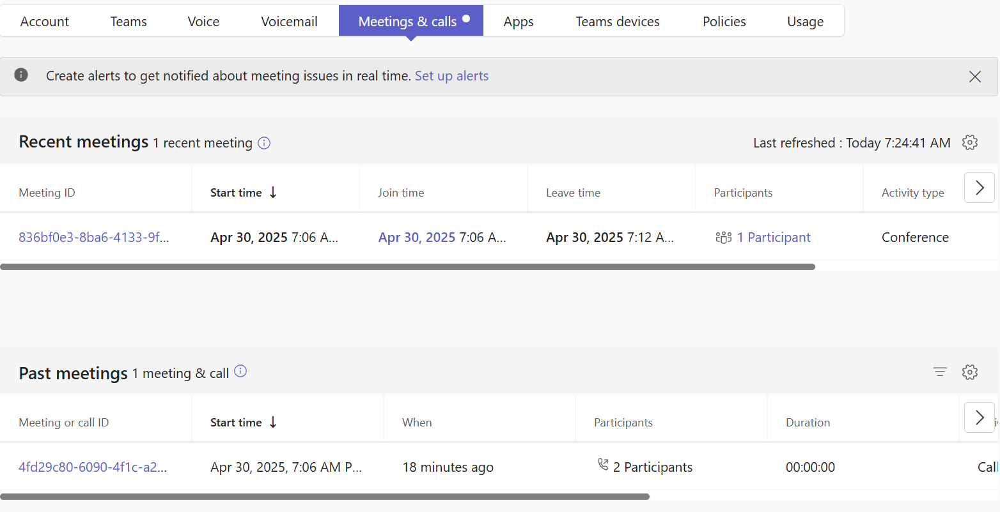 Account Teams Voice Voicemail Meetings & calls Apps Teams devices Policies Usage
Create alerts to get notified about meeting issues in real time. Set up alerts
Recent meetings 1 recent meeting Last refreshed : Today 7:24:41 AM
Meeting ID Start time ↓ Join time Leave time Participants Activity type
836bf0e3-8ba6-4133-9f... Apr 30, 2025 7:06 A... Apr 30, 2025 7:06 A... Apr 30, 2025 7:12 A... 1 Participant Conference
Past meetings 1 meeting & call
Meeting or call ID Start time ↓ When Participants Duration
4fd29c80-6090-4f1c-a2... Apr 30, 2025, 7:06 AM P... 18 minutes ago 2 Participants 00:00:00 Call